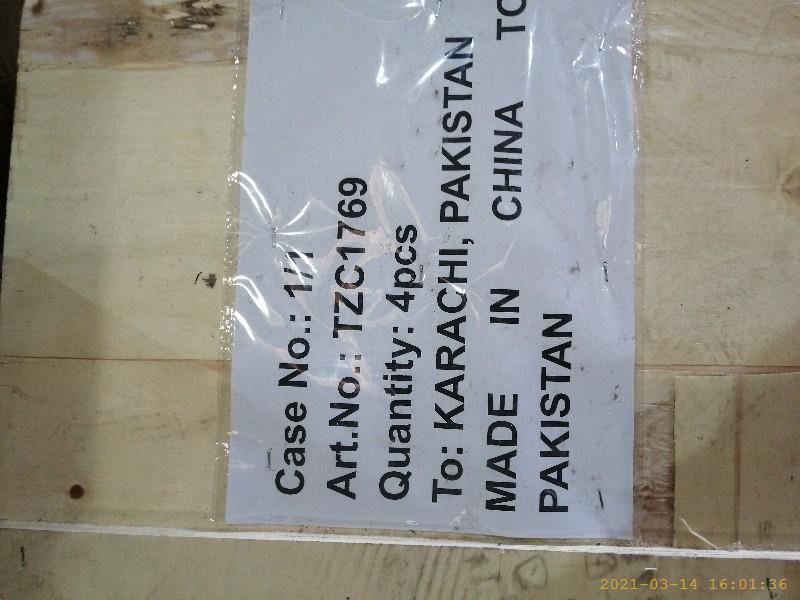 Case No.: 1/1
Art.No.: TZC1769
Quantity: 4pcs
To: KARACHI, PAKISTAN
MADE IN CHINA TO
PAKISTAN
2021-03-14 16:01:36